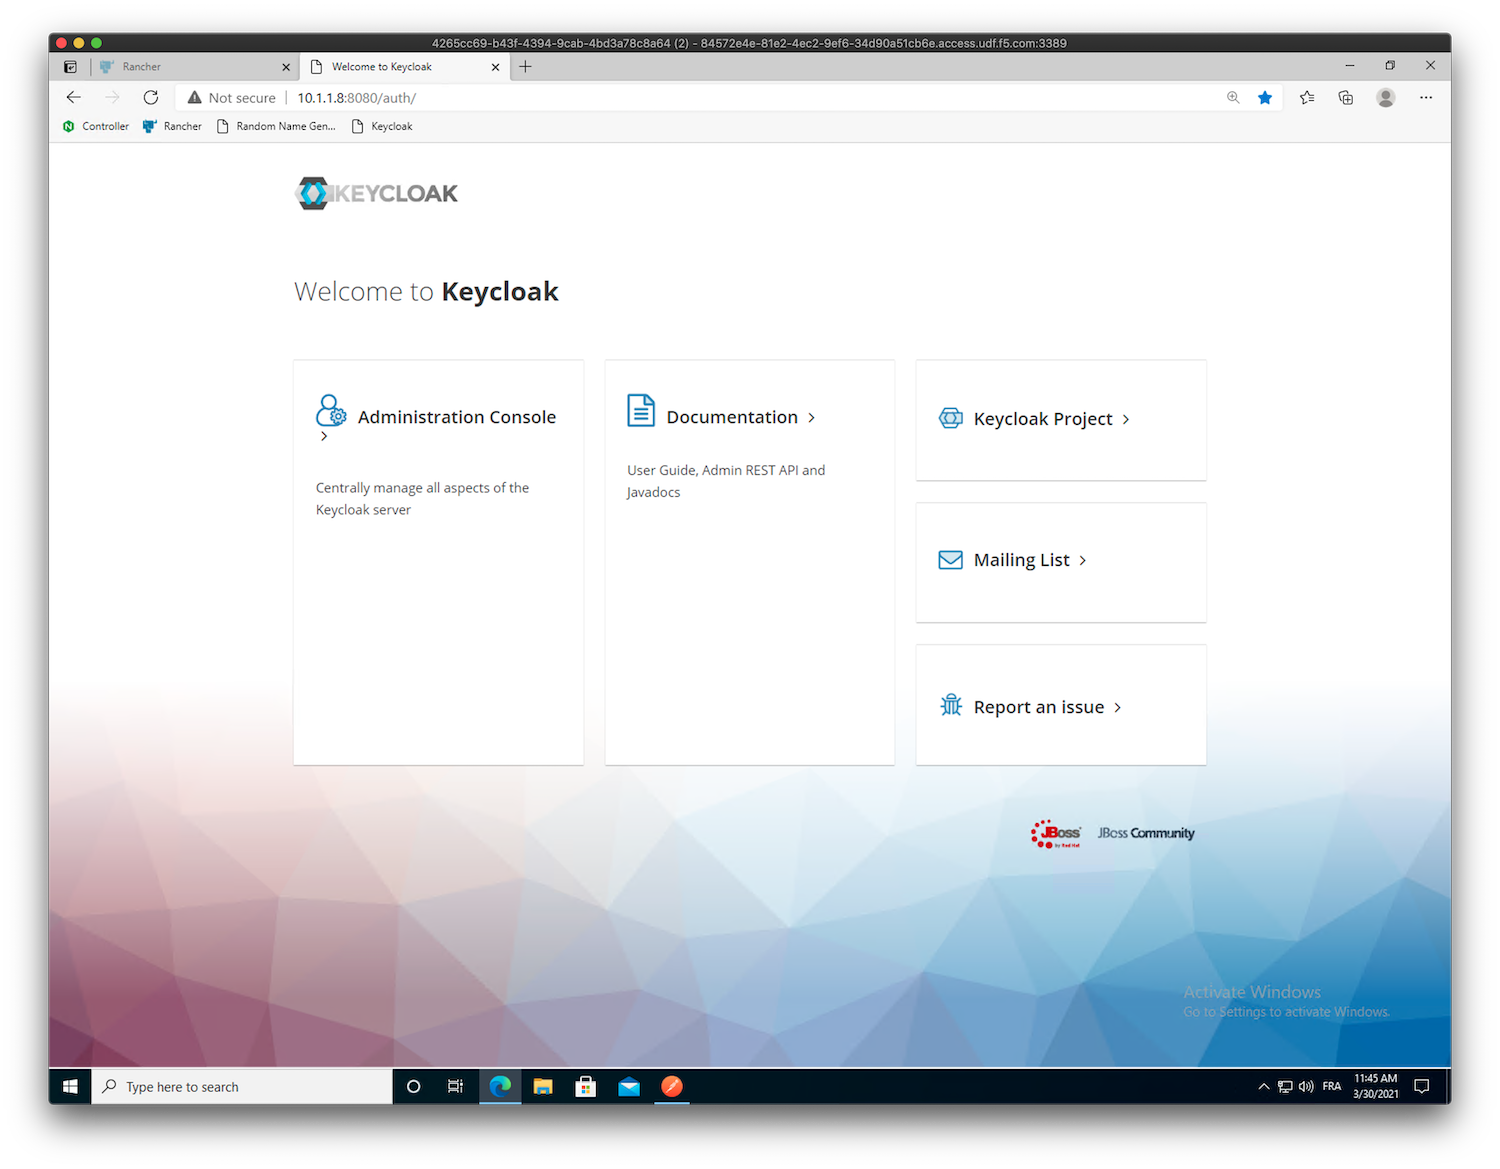 4265cc69-b43f-4394-9cab-4bd3a78c8a64 (2) - 84572e4e-81e2-4ec2-9ef6-34d90a51cb6e.access.udf.f5.com:3389
Rancher
Welcome to Keycloak
Not secure
10.1.1.8:8080/auth/
Controller
Rancher
Random Name Gen...
Keycloak
KEYCLOAK
Welcome to Keycloak
Administration Console
Centrally manage all aspects of the
Keycloak server
Documentation
User Guide, Admin REST API and
Javadocs
Keycloak Project
Mailing List
Report an issue
JBoss
by Red Hat
JBoss Community
Activate Windows
Go to Settings to activate Windows.
Type here to search
FRA
11:45 AM
3/30/2021